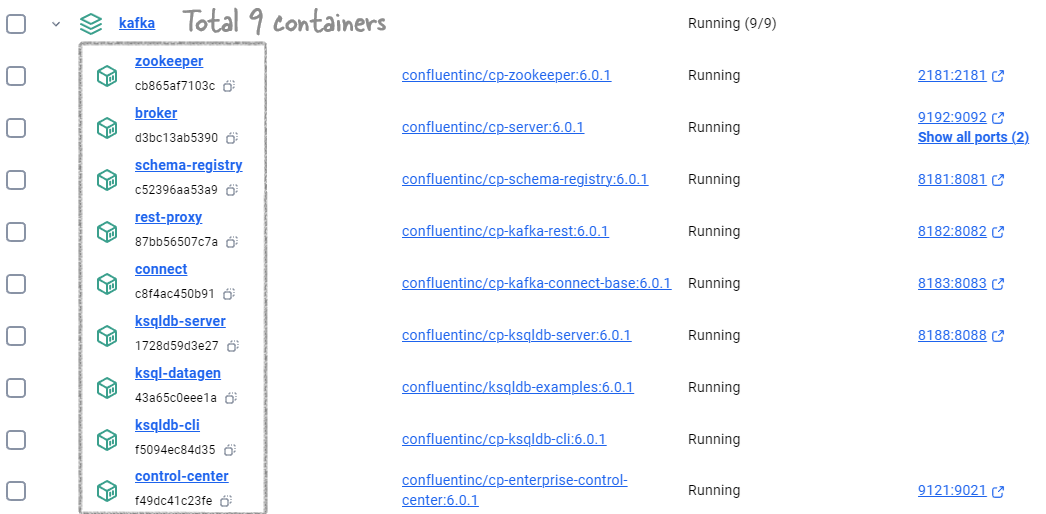 kafka Total 9 containers Running (9/9)
zookeeper
cb865af7103c confluentinc/cp-zookeeper:6.0.1 Running 2181:2181
broker
d3bc13ab5390 confluentinc/cp-server:6.0.1 Running 9192:9092
Show all ports (2)
schema-registry
c52396aa53a9 confluentinc/cp-schema-registry:6.0.1 Running 8181:8081
rest-proxy
87bb56507c7a confluentinc/cp-kafka-rest:6.0.1 Running 8182:8082
connect
c8f4ac450b91 confluentinc/cp-kafka-connect-base:6.0.1 Running 8183:8083
ksqldb-server
1728d59d3e27 confluentinc/cp-ksqldb-server:6.0.1 Running 8188:8088
ksql-datagen
43a65c0eee1a confluentinc/ksqldb-examples:6.0.1 Running
ksqldb-cli
f5094ec84d35 confluentinc/cp-ksqldb-cli:6.0.1 Running
control-center
f49dc41c23fe confluentinc/cp-enterprise-control-
center:6.0.1 Running 9121:9021